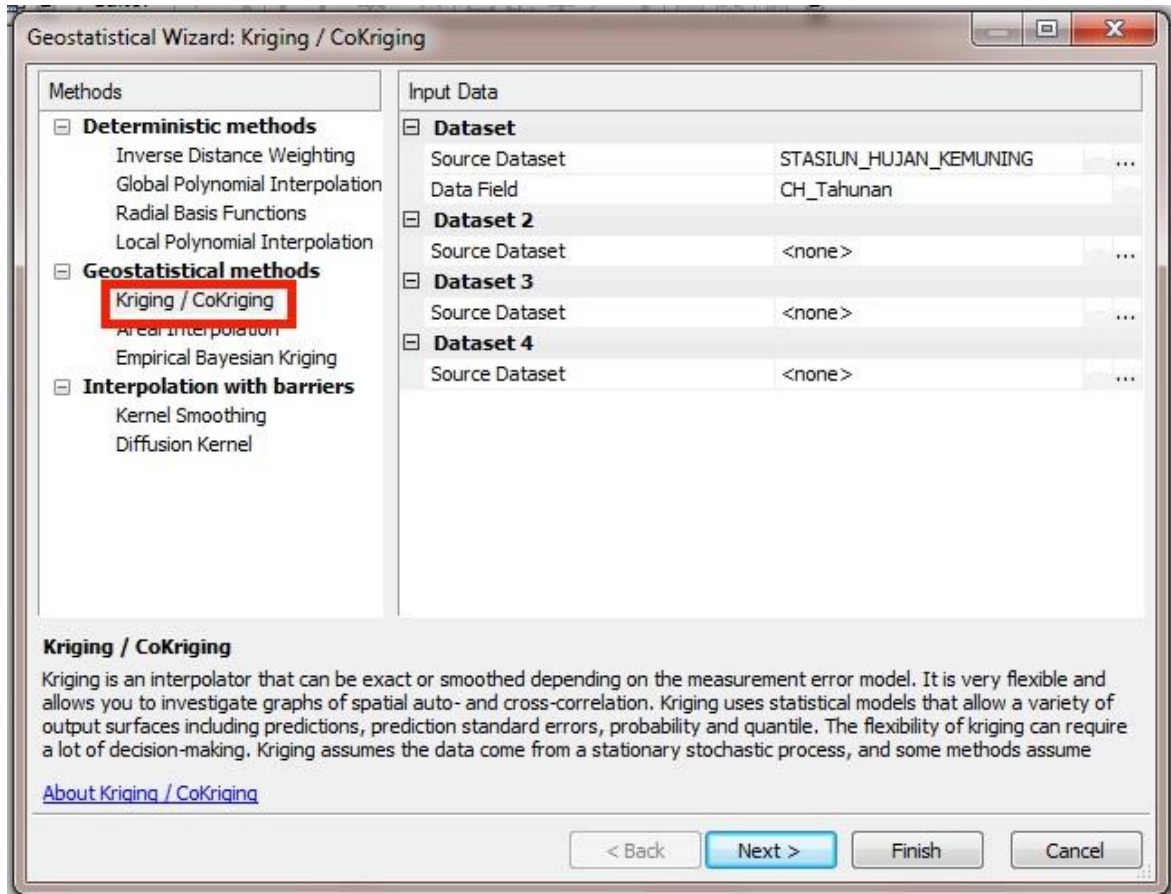 Geostatistical Wizard: Kriging / CoKriging
Methods
Deterministic methods
Inverse Distance Weighting
Global Polynomial Interpolation
Radial Basis Functions
Local Polynomial Interpolation
Geostatistical methods
Kriging / CoKriging
Areal Interpolation
Empirical Bayesian Kriging
Interpolation with barriers
Kernel Smoothing
Diffusion Kernel
Input Data
Dataset
Source Dataset STASIUN_HUJAN_KEMUNING ...
Data Field CH_Tahunan
Dataset 2
Source Dataset <none> ...
Dataset 3
Source Dataset <none> ...
Dataset 4
Source Dataset <none> ...
Kriging / CoKriging
Kriging is an interpolator that can be exact or smoothed depending on the measurement error model. It is very flexible and
allows you to investigate graphs of spatial auto- and cross-correlation. Kriging uses statistical models that allow a variety of
output surfaces including predictions, prediction standard errors, probability and quantile. The flexibility of kriging can require
a lot of decision-making. Kriging assumes the data come from a stationary stochastic process, and some methods assume
About Kriging / CoKriging
< Back Next > Finish Cancel